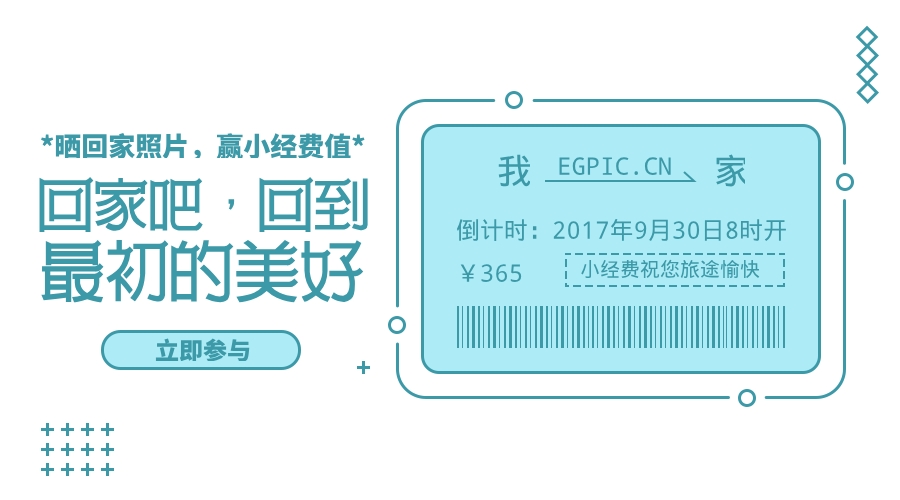 *晒回家照片，赢小经费值*
回家吧，回到
最初的美好
立即参与
我 EGPIC.CN 家
倒计时：2017年9月30日8时开
￥365 小经费祝您旅途愉快